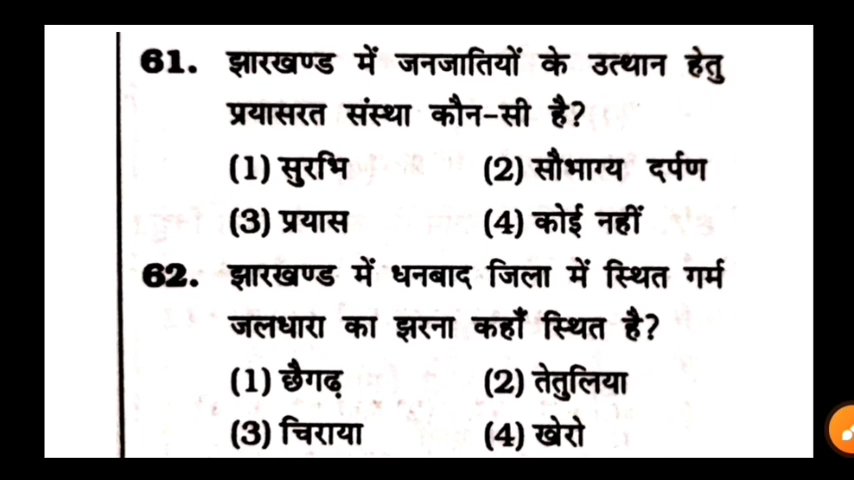 61. झारखण्ड में जनजातियों के उत्थान हेतु
प्रयासरत संस्था कौन-सी है?
(1) सुरभि (2) सौभाग्य दर्पण
(3) प्रयास (4) कोई नहीं
62. झारखण्ड में धनबाद जिला में स्थित गर्म
जलधारा का झरना कहाँ स्थित है?
(1) छैगढ़ (2) तेतुलिया
(3) चिराया (4) खेरो